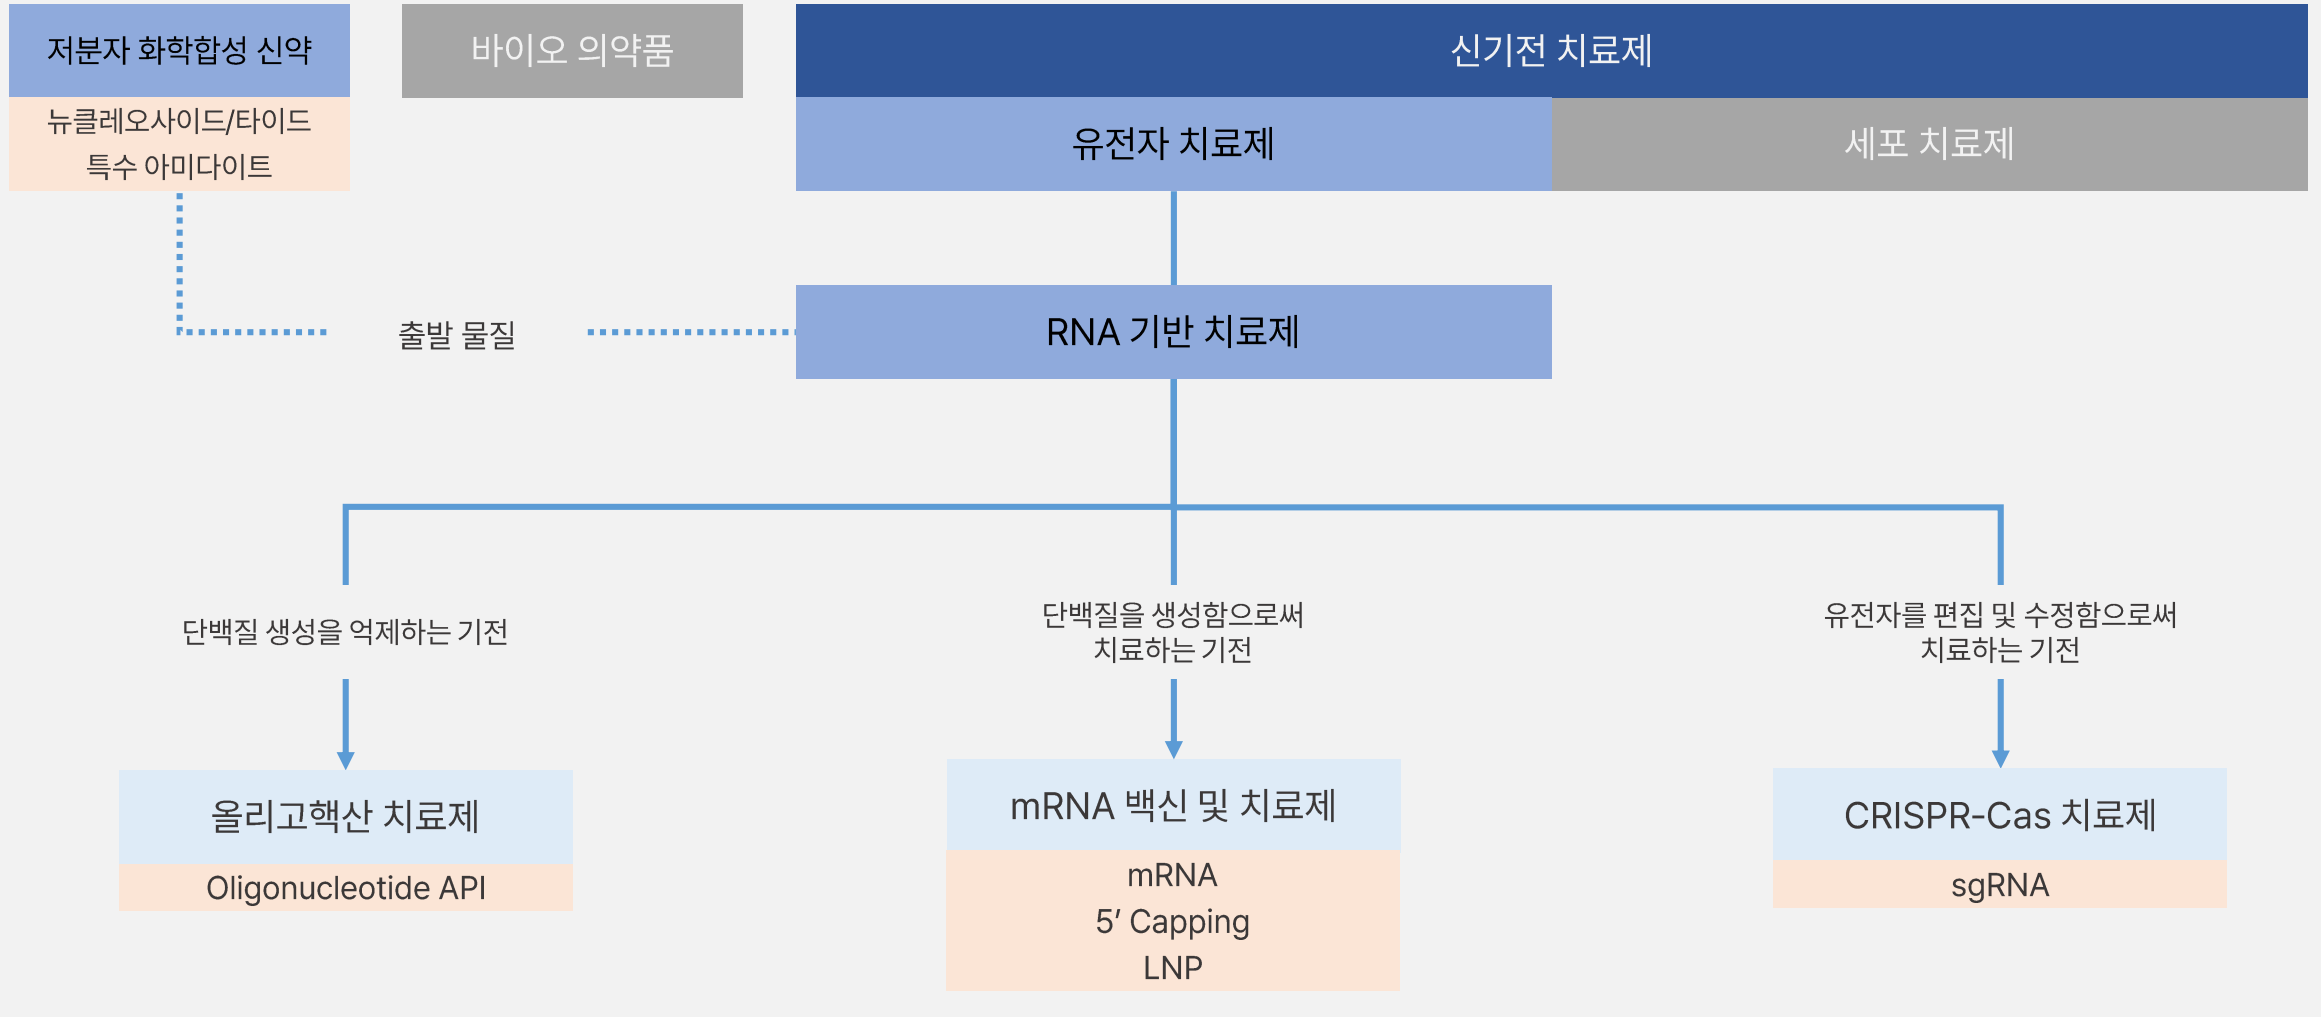 저분자 화학합성 신약
바이오 의약품
신기전 치료제
뉴클레오사이드/타이드
특수 아미다이트
유전자 치료제
세포 치료제
출발 물질
RNA 기반 치료제
단백질 생성을 억제하는 기전
단백질을 생성함으로써
치료하는 기전
유전자를 편집 및 수정함으로써
치료하는 기전
올리고핵산 치료제
Oligonucleotide API
mRNA 백신 및 치료제
mRNA
5’ Capping
LNP
CRISPR-Cas 치료제
sgRNA